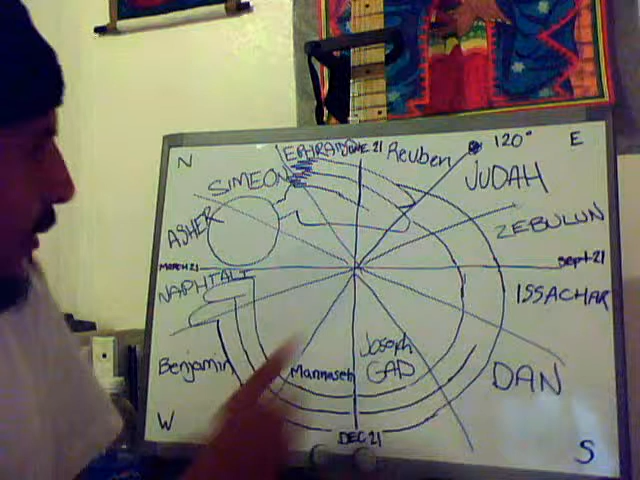 N
EPHRAIM
JUNE 21
Reuben
120°
E
SIMEON
JUDAH
ASHER
ZEBULUN
MARCH 21
Sept 21
NAPHTALI
ISSACHAR
Benjamin
Mannaseh
Joseph
GAD
DAN
W
DEC 21
S